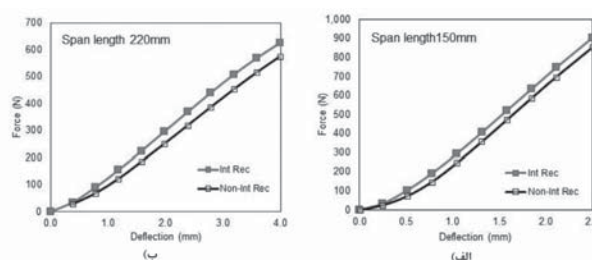 Span length 220mm
700
600
500
400
300
200
100
0
Force (N)
Int Rec
Non-Int Rec
0.0 1.0 2.0 3.0 4.0
Deflection (mm)
ب)
Span length150mm
1,000
900
800
700
600
500
400
300
200
100
0
Force (N)
Int Rec
Non-Int Rec
0.0 0.5 1.0 1.5 2.0 2.5
Deflection (mm)
الف)